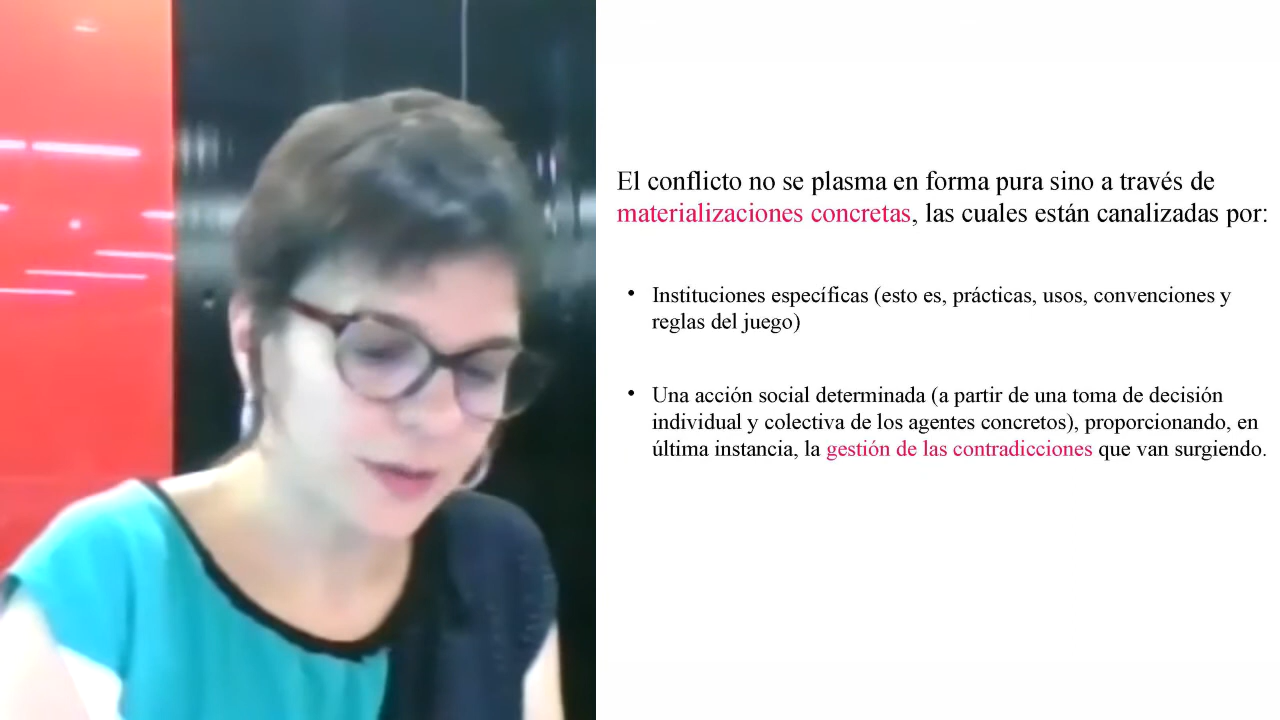 El conflicto no se plasma en forma pura sino a través de
materializaciones concretas, las cuales están canalizadas por:
• Instituciones específicas (esto es, prácticas, usos, convenciones y
reglas del juego)
• Una acción social determinada (a partir de una toma de decisión
individual y colectiva de los agentes concretos), proporcionando, en
última instancia, la gestión de las contradicciones que van surgiendo.